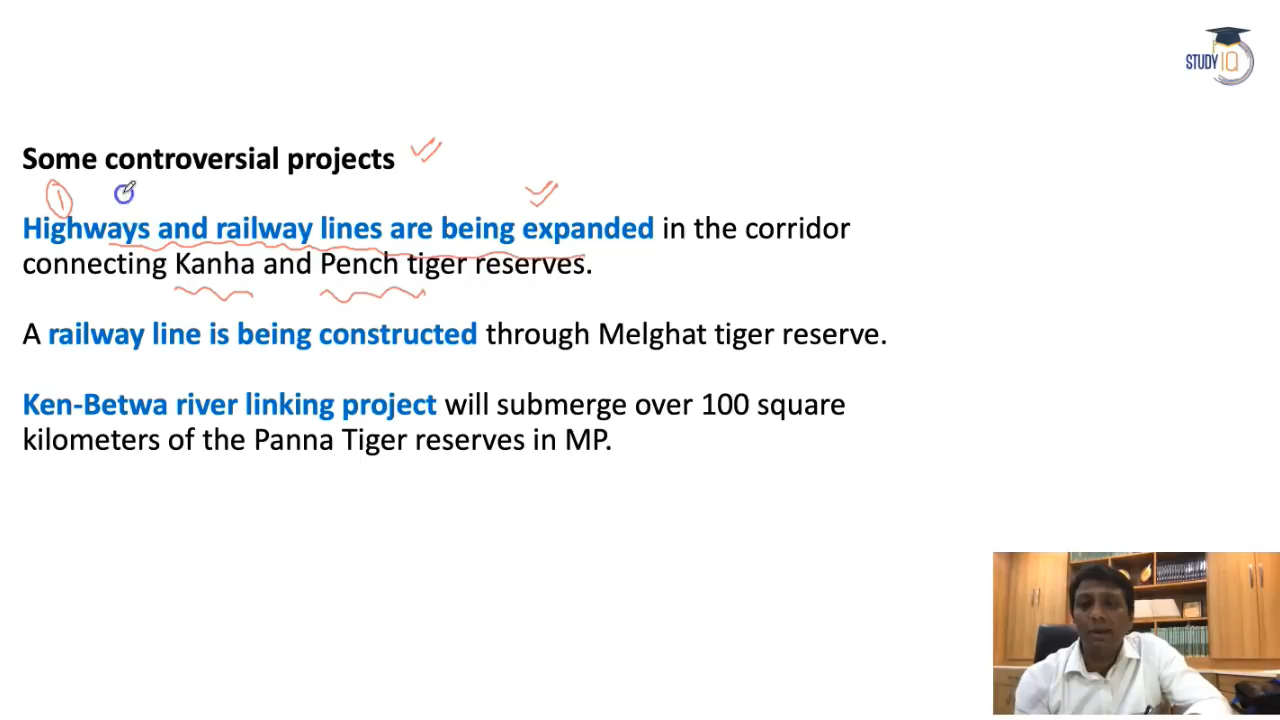 STUDY IQ
Some controversial projects
1
Highways and railway lines are being expanded in the corridor
connecting Kanha and Pench tiger reserves.
A railway line is being constructed through Melghat tiger reserve.
Ken-Betwa river linking project will submerge over 100 square
kilometers of the Panna Tiger reserves in MP.